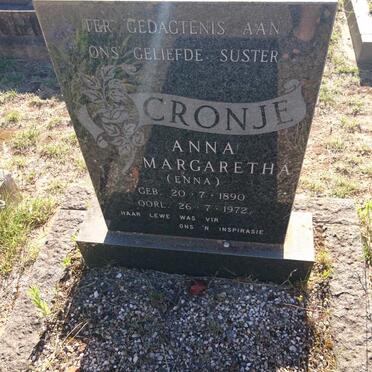 TER GEDAGTENIS AAN
ONS GELIEFDE SUSTER
CRONJE
ANNA
MARGARETHA
(ENNA)
GEB. 20-7-1890
OORL. 26-7-1972
HAAR LEWE WAS VIR
ONS 'N INSPIRASIE